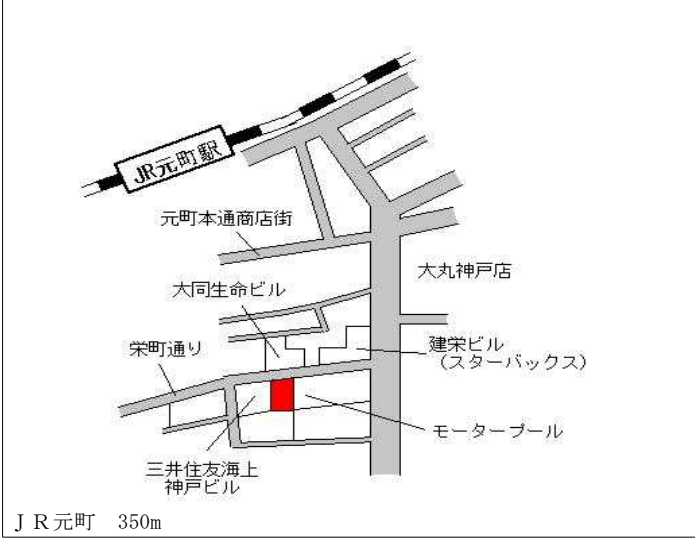 JR元町駅
元町本通商店街
大丸神戸店
大同生命ビル
建栄ビル
（スターバックス）
栄町通り
モータープール
三井住友海上
神戸ビル
ＪＲ元町　350m